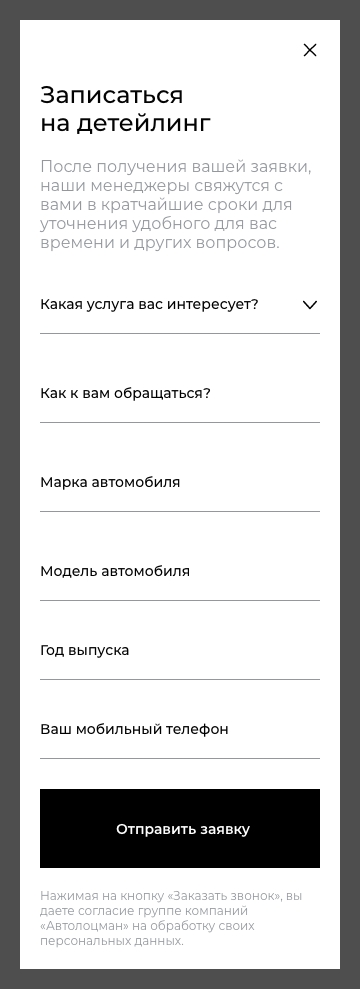 Записаться
на детейлинг
После получения вашей заявки,
наши менеджеры свяжутся с
вами в кратчайшие сроки для
уточнения удобного для вас
времени и других вопросов.
Какая услуга вас интересует?
Как к вам обращаться?
Марка автомобиля
Модель автомобиля
Год выпуска
Ваш мобильный телефон
Отправить заявку
Нажимая на кнопку «Заказать звонок», вы
даете согласие группе компаний
«Автолоцман» на обработку своих
персональных данных.